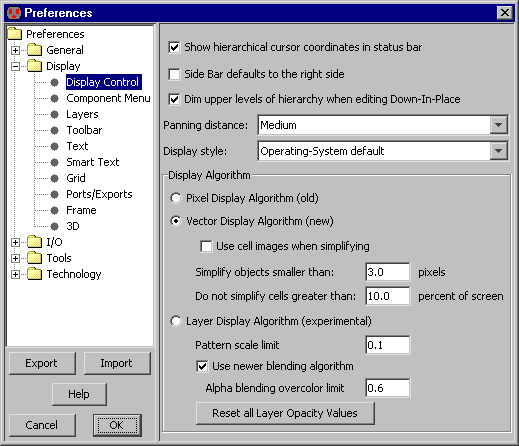 Preferences
Preferences
General
Display
Display Control
Component Menu
Layers
Toolbar
Text
Smart Text
Grid
Ports/Exports
Frame
3D
I/O
Tools
Technology
Export Import
Help
Cancel OK
Show hierarchical cursor coordinates in status bar
Side Bar defaults to the right side
Dim upper levels of hierarchy when editing Down-In-Place
Panning distance: Medium
Display style: Operating-System default
Display Algorithm
Pixel Display Algorithm (old)
Vector Display Algorithm (new)
Use cell images when simplifying
Simplify objects smaller than: 3.0 pixels
Do not simplify cells greater than: 10.0 percent of screen
Layer Display Algorithm (experimental)
Pattern scale limit 0.1
Use newer blending algorithm
Alpha blending overcolor limit 0.6
Reset all Layer Opacity Values